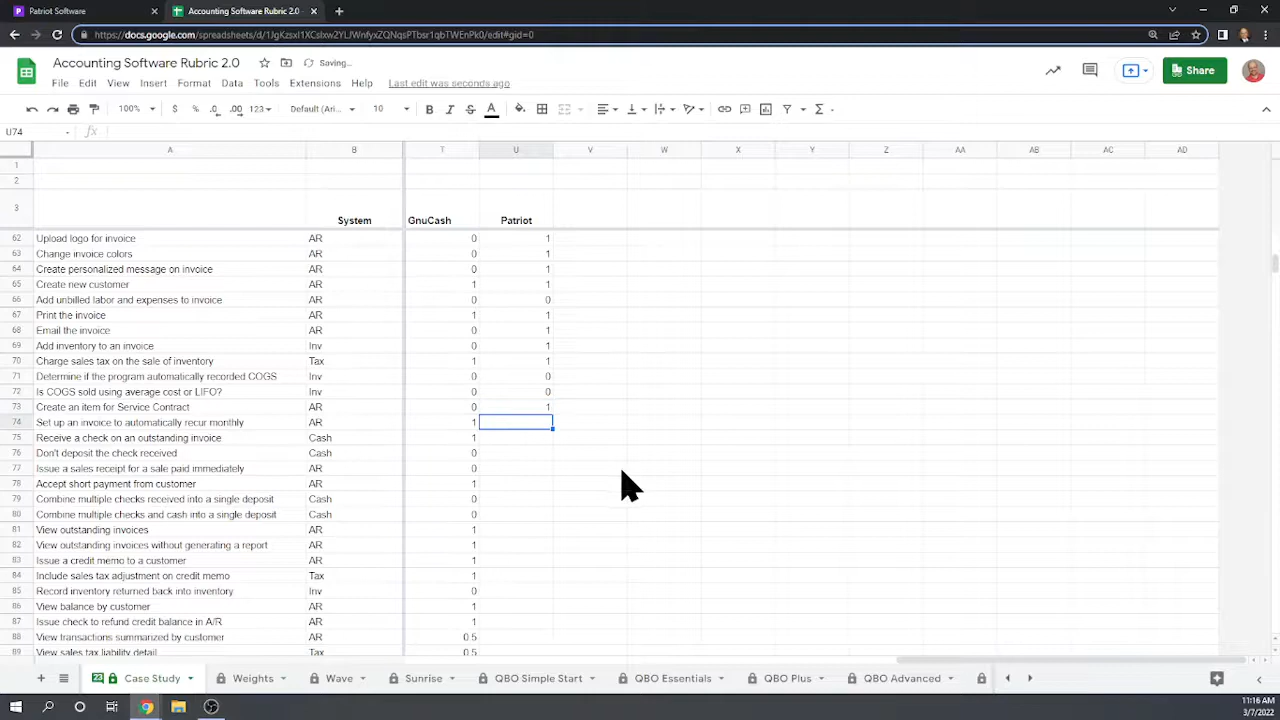 Patriot Software
Accounting Software Rubric 2.0 -
Accounting Software Rubric 2.0
Saving...
File Edit View Insert Format Data Tools Extensions Help Last edit was seconds ago
Share
100% $ % .0 .00 123 Default (Ari... 10 B I S A
U74 fx
A B T U V W X Y Z AA AB AC AD
1
2
3 System GnuCash Patriot
62 Upload logo for invoice AR 0 1
63 Change invoice colors AR 0 1
64 Create personalized message on invoice AR 0 1
65 Create new customer AR 1 1
66 Add unbilled labor and expenses to invoice AR 0 0
67 Print the invoice AR 1 1
68 Email the invoice AR 0 1
69 Add inventory to an invoice Inv 0 1
70 Charge sales tax on the sale of inventory Tax 1 1
71 Determine if the program automatically recorded COGS Inv 0 0
72 Is COGS sold using average cost or LIFO? Inv 0 0
73 Create an item for Service Contract AR 0 1
74 Set up an invoice to automatically recur monthly AR 1
75 Receive a check on an outstanding invoice Cash 1
76 Don't deposit the check received Cash 0
77 Issue a sales receipt for a sale paid immediately AR 0
78 Accept short payment from customer AR 1
79 Combine multiple checks received into a single deposit Cash 0
80 Combine multiple checks and cash into a single deposit Cash 0
81 View outstanding invoices AR 1
82 View outstanding invoices without generating a report AR 1
83 Issue a credit memo to a customer AR 1
84 Include sales tax adjustment on credit memo Tax 1
85 Record inventory returned back into inventory Inv 0
86 View balance by customer AR 1
87 Issue check to refund credit balance in A/R AR 1
88 View transactions summarized by customer AR 0.5
89 View sales tax liability detail Tax 0.5
Case Study Weights Wave Sunrise QBO Simple Start QBO Essentials QBO Plus QBO Advanced
11:16 AM
3/7/2022